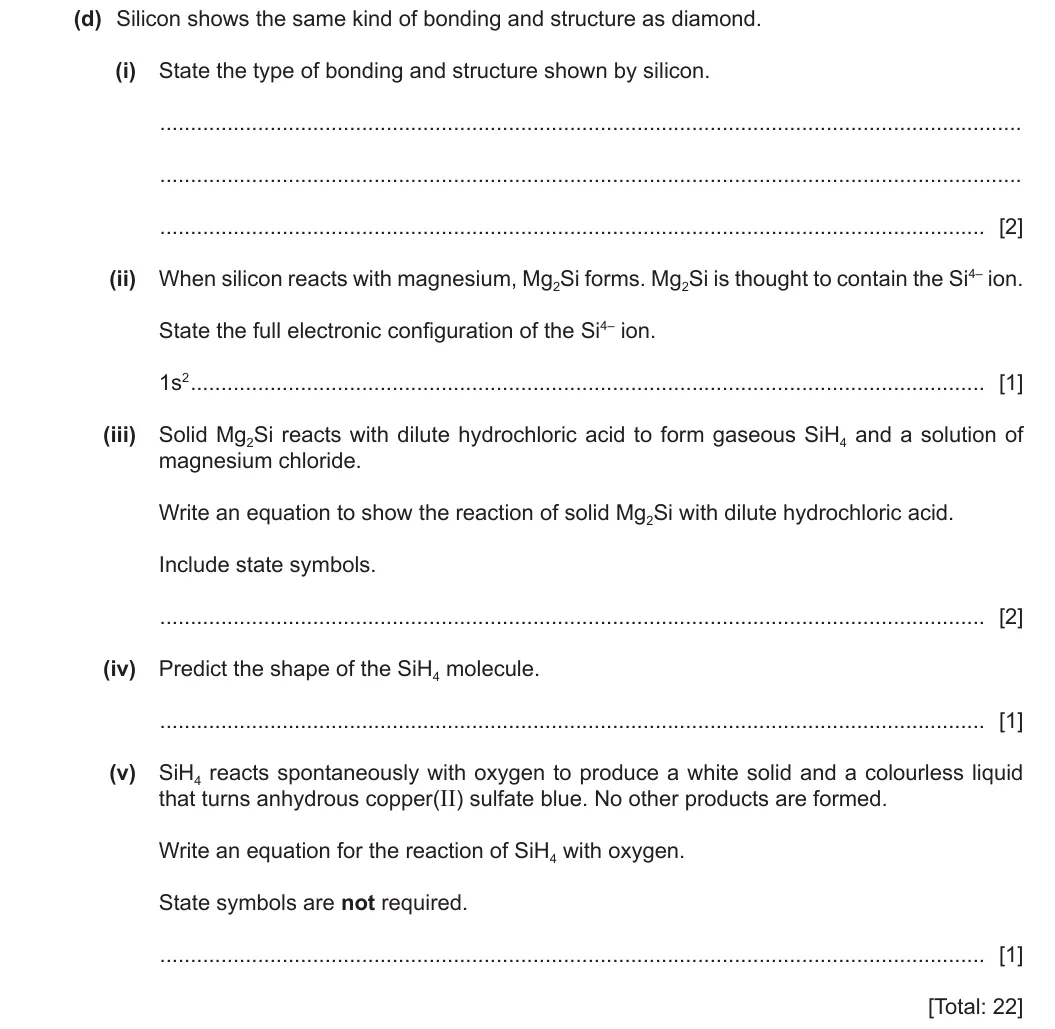 (d) Silicon shows the same kind of bonding and structure as diamond.
(i) State the type of bonding and structure shown by silicon.
..........................................................................................................................................
..........................................................................................................................................
.................................................................................................................................... [2]
(ii) When silicon reacts with magnesium, Mg₂Si forms. Mg₂Si is thought to contain the Si⁴⁻ ion.
State the full electronic configuration of the Si⁴⁻ ion.
1s²............................................................................................................................... [1]
(iii) Solid Mg₂Si reacts with dilute hydrochloric acid to form gaseous SiH₄ and a solution of
magnesium chloride.
Write an equation to show the reaction of solid Mg₂Si with dilute hydrochloric acid.
Include state symbols.
.................................................................................................................................... [2]
(iv) Predict the shape of the SiH₄ molecule.
.................................................................................................................................... [1]
(v) SiH₄ reacts spontaneously with oxygen to produce a white solid and a colourless liquid
that turns anhydrous copper(II) sulfate blue. No other products are formed.
Write an equation for the reaction of SiH₄ with oxygen.
State symbols are not required.
.................................................................................................................................... [1]
[Total: 22]